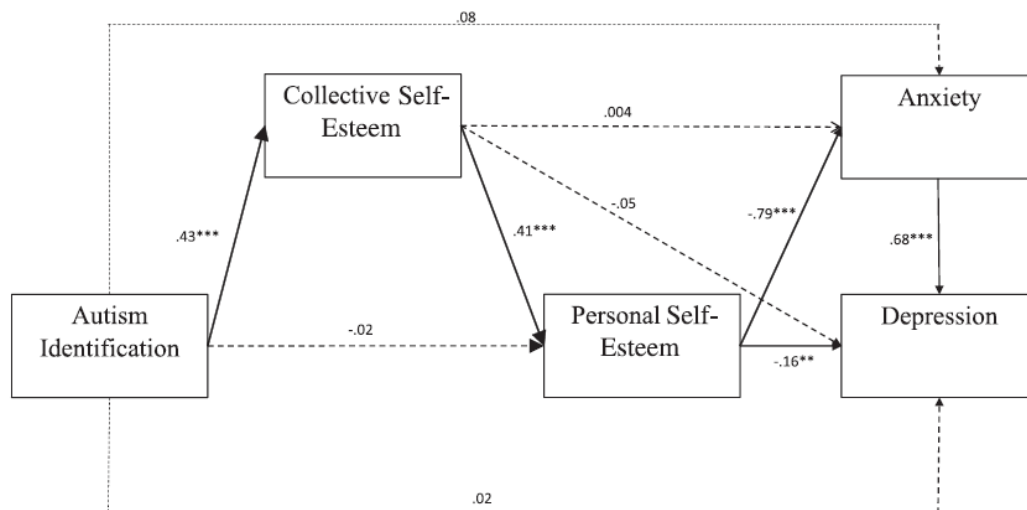 .08
Collective Self-
Esteem
Anxiety
.004
-.05
.43***
.41***
-.79***
.68***
Autism
Identification
-.02
Personal Self-
Esteem
Depression
-.16**
.02